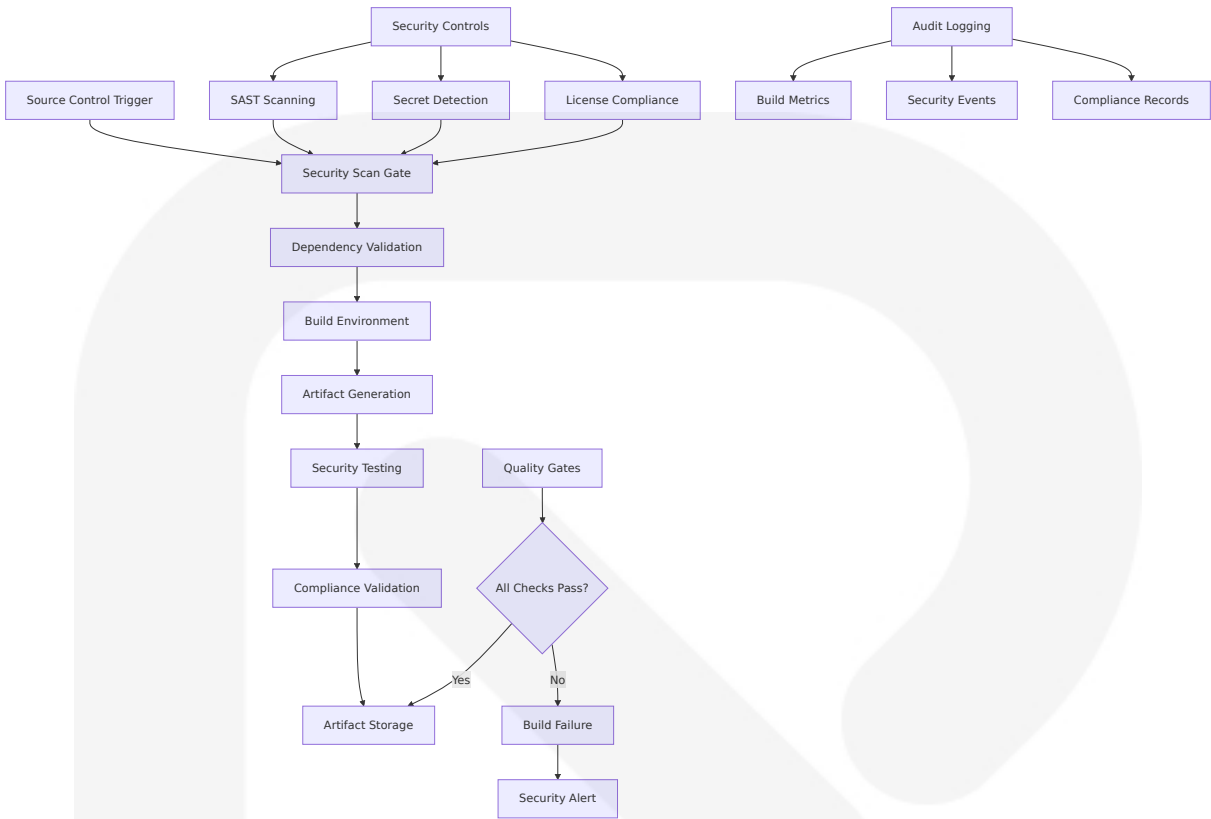 Security Controls
Audit Logging
Source Control Trigger
SAST Scanning
Secret Detection
License Compliance
Build Metrics
Security Events
Compliance Records
Security Scan Gate
Dependency Validation
Build Environment
Artifact Generation
Security Testing
Quality Gates
Compliance Validation
All Checks Pass?
Yes
No
Artifact Storage
Build Failure
Security Alert